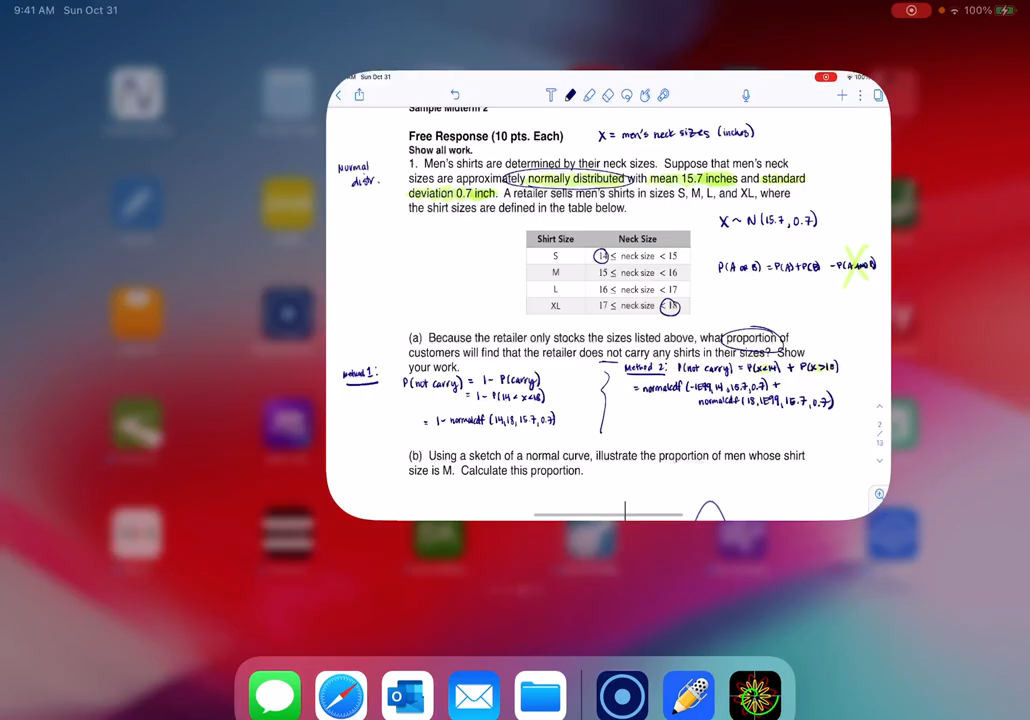 9:41 AM Sun Oct 31
100%
Sun Oct 31
100%
Sample Midterm 2
Free Response (10 pts. Each)
X = men's neck sizes (inches)
Show all work.
Normal distr.
1. Men's shirts are determined by their neck sizes. Suppose that men's neck
sizes are approximately normally distributed with mean 15.7 inches and standard
deviation 0.7 inch. A retailer sells men's shirts in sizes S, M, L, and XL, where
the shirt sizes are defined in the table below.
X ~ N(15.7, 0.7)
Shirt Size Neck Size
S 14 ≤ neck size < 15
M 15 ≤ neck size < 16
L 16 ≤ neck size < 17
XL 17 ≤ neck size < 18
P(A or B) = P(A) + P(B) - P(A and B)
(a) Because the retailer only stocks the sizes listed above, what proportion of
customers will find that the retailer does not carry any shirts in their sizes? Show
your work.
Method 1:
P(not carry) = 1 - P(carry)
= 1 - P(14 < X < 18)
= 1 - normalcdf(14, 18, 15.7, 0.7)
Method 2: P(not carry) = P(X<14) + P(X>18)
= normalcdf(-1E99, 14, 15.7, 0.7) +
normalcdf(18, 1E99, 15.7, 0.7)
(b) Using a sketch of a normal curve, illustrate the proportion of men whose shirt
size is M. Calculate this proportion.
2
/
13